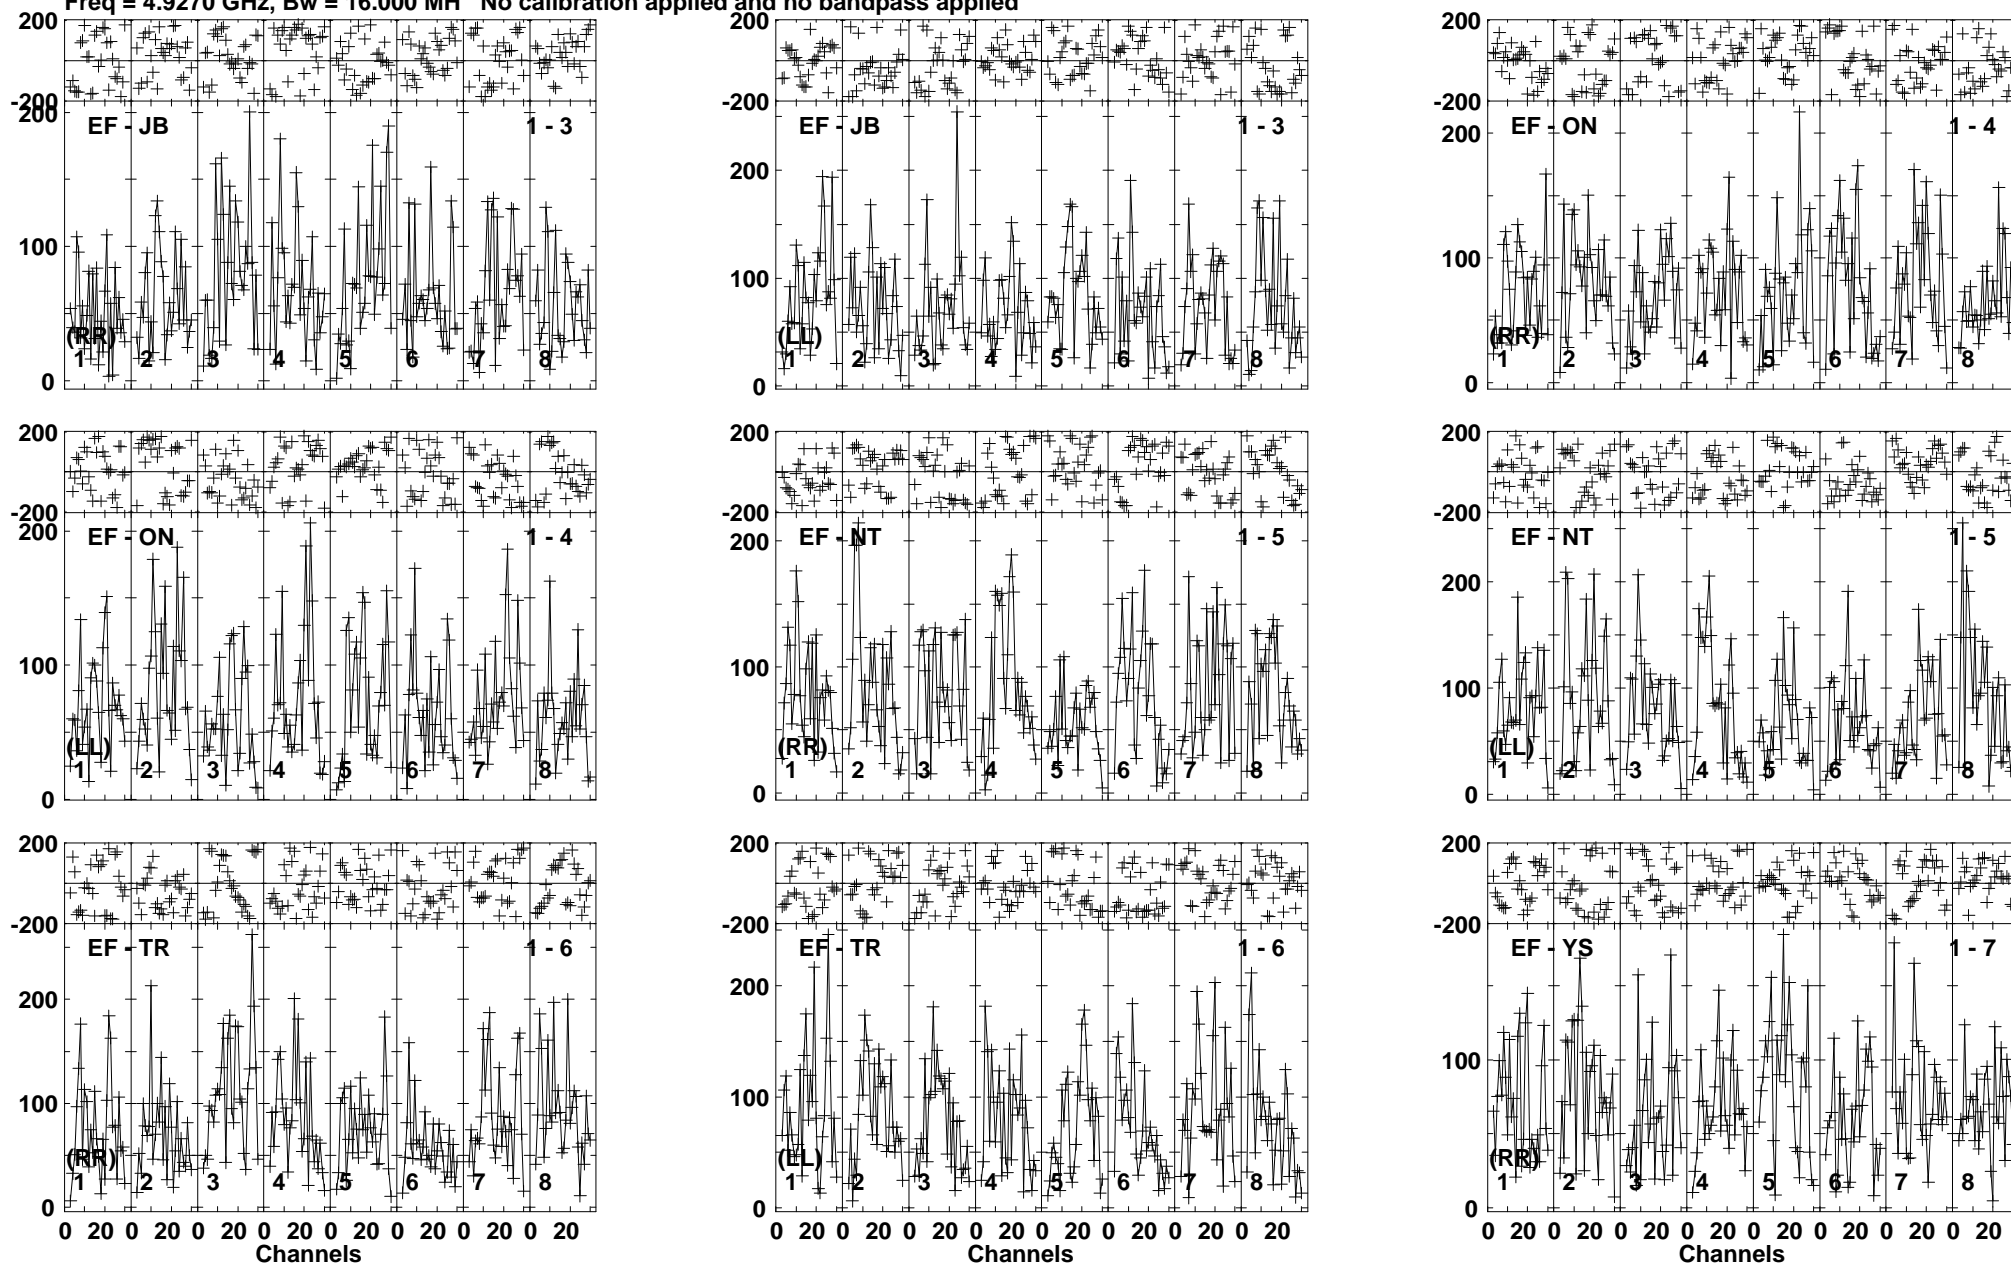 Freq = 4.9270 GHz, Bw = 16.000 MH No calibration applied and no bandpass applied
200 200 200
-200 -200 -200
200 EF - JB 1 - 3 EF - JB 1 - 3 200 EF - ON 1 - 4
200
100 100 100
(RR) (LL) (RR)
1 2 3 4 5 6 7 8 1 2 3 4 5 6 7 8 1 2 3 4 5 6 7 8
0 0 0
200 200 200
-200 -200 -200
200 EF - ON 1 - 4 200 EF - NT 1 - 5 EF - NT 1 - 5
200
100 100 100
(LL) (RR) (LL)
1 2 3 4 5 6 7 8 1 2 3 4 5 6 7 8 1 2 3 4 5 6 7 8
0 0 0
200 200 200
-200 -200 -200
EF - TR 1 - 6 EF - TR 1 - 6 EF - YS 1 - 7
200 200
100 100 100
(RR) (LL) (RR)
1 2 3 4 5 6 7 8 1 2 3 4 5 6 7 8 1 2 3 4 5 6 7 8
0 0 0
0 20 0 20 0 20 0 20 0 20 0 20 0 20 0 20 0 20 0 20 0 20 0 20 0 20 0 20 0 20 0 20 0 20 0 20 0 20 0 20 0 20 0 20 0 20 0 20
Channels Channels Channels